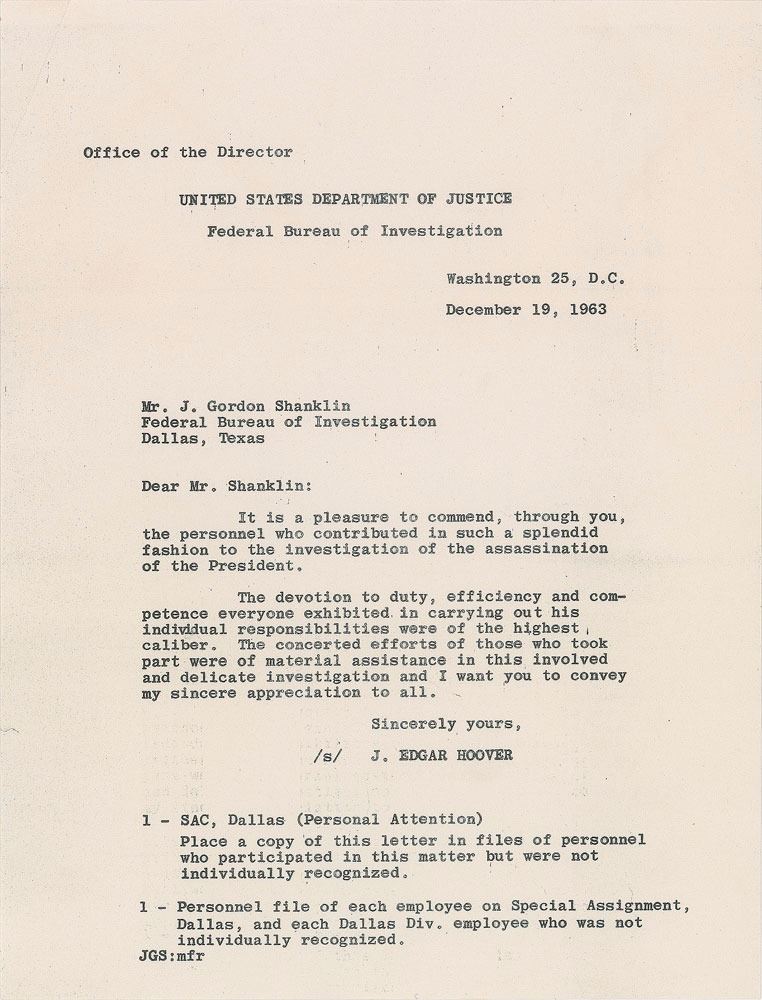 Office of the Director
UNITED STATES DEPARTMENT OF JUSTICE
Federal Bureau of Investigation
Washington 25, D.C.
December 19, 1963
Mr. J. Gordon Shanklin
Federal Bureau of Investigation
Dallas, Texas
Dear Mr. Shanklin:
It is a pleasure to commend, through you,
the personnel who contributed in such a splendid
fashion to the investigation of the assassination
of the President.
The devotion to duty, efficiency and com-
petence everyone exhibited in carrying out his
individual responsibilities were of the highest
caliber. The concerted efforts of those who took
part were of material assistance in this involved
and delicate investigation and I want you to convey
my sincere appreciation to all.
Sincerely yours,
/s/ J. EDGAR HOOVER
1 - SAC, Dallas (Personal Attention)
Place a copy of this letter in files of personnel
who participated in this matter but were not
individually recognized.
1 - Personnel file of each employee on Special Assignment,
Dallas, and each Dallas Div. employee who was not
individually recognized.
JGS:mfr